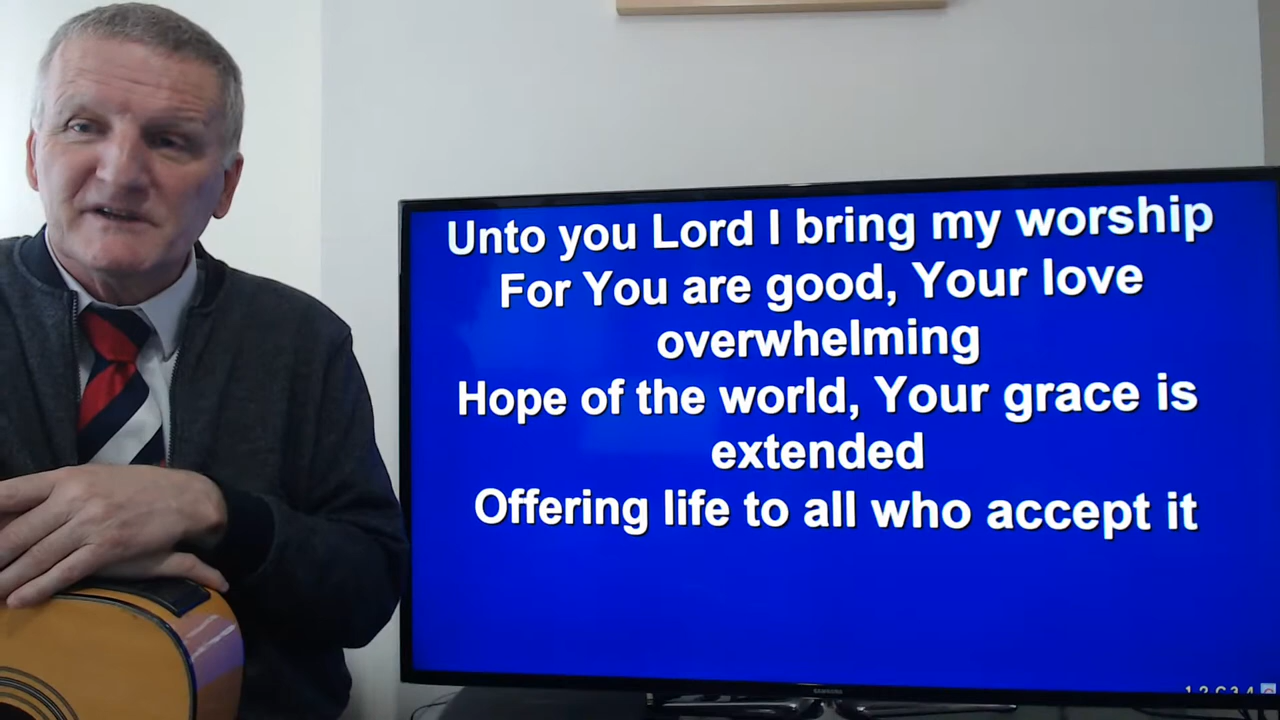 Unto you Lord I bring my worship
For You are good, Your love
overwhelming
Hope of the world, Your grace is
extended
Offering life to all who accept it
SAMSUNG